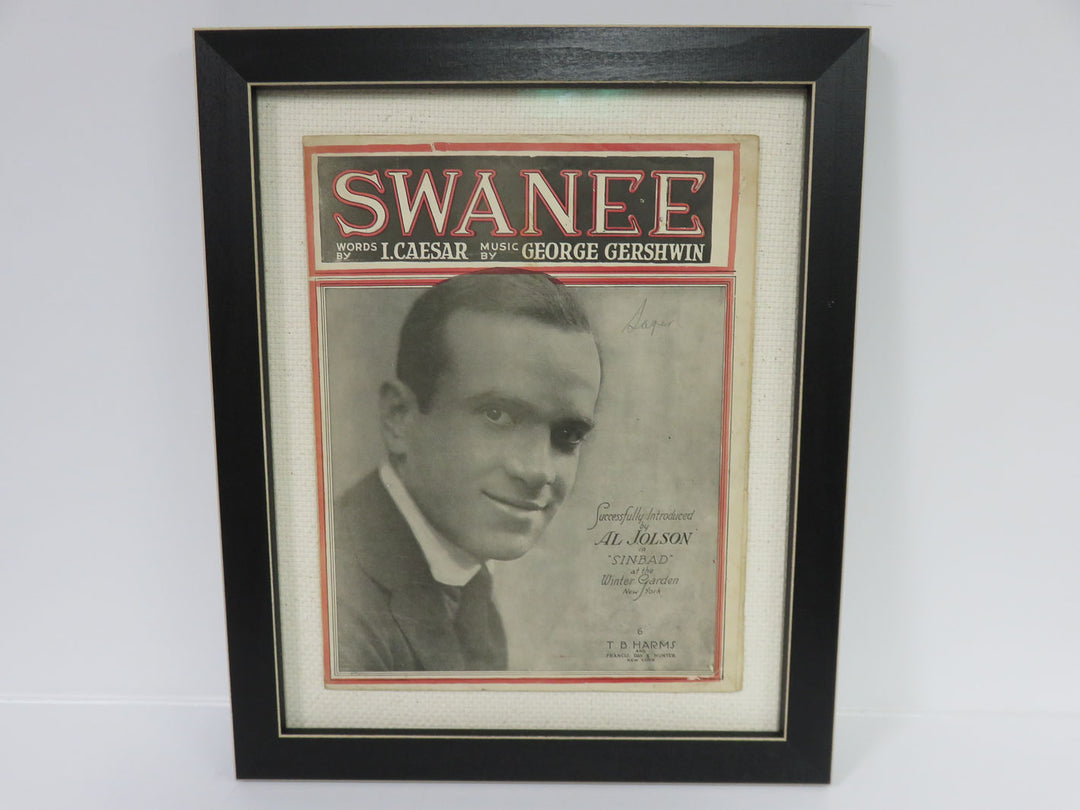 SWANEE
WORDS BY I. CAESAR MUSIC BY GEORGE GERSHWIN
Successfully Introduced
by
AL JOLSON
in
"SINBAD"
at the
Winter Garden
New York
6
T B HARMS
AND
FRANCIS, DAY & HUNTER
NEW YORK